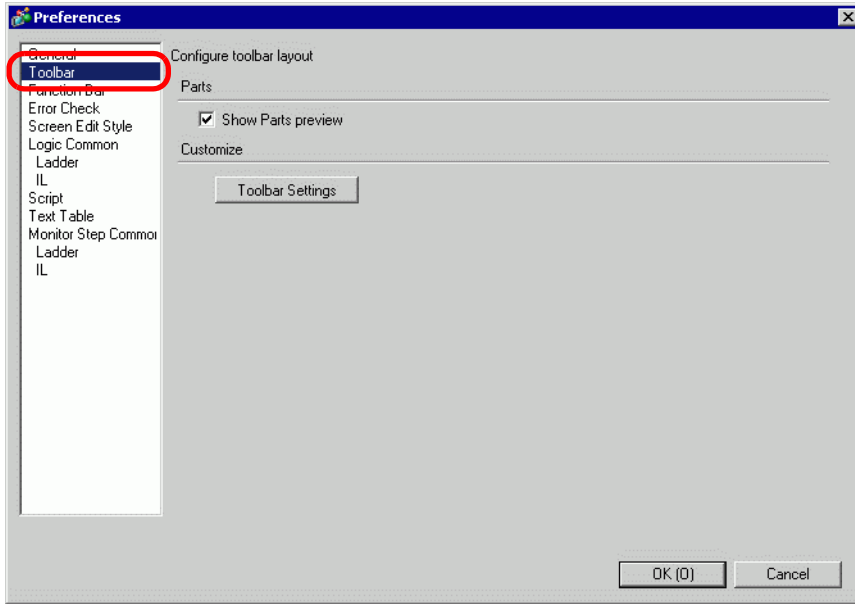 Preferences
General
Toolbar
Function Bar
Error Check
Screen Edit Style
Logic Common
Ladder
IL
Script
Text Table
Monitor Step Commor
Ladder
IL
Configure toolbar layout
Parts
Show Parts preview
Customize
Toolbar Settings
OK (O)
Cancel